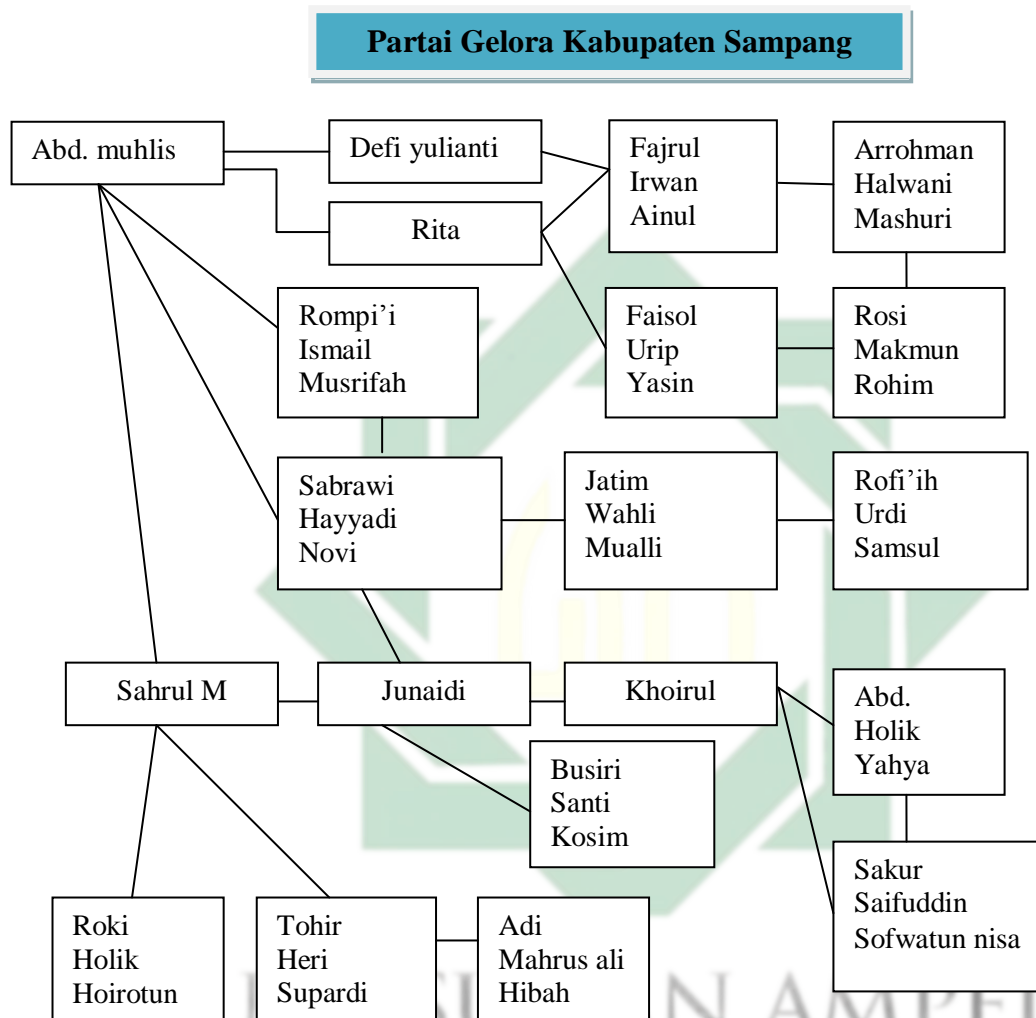 Partai Gelora Kabupaten Sampang
Abd. muhlis
Defi yulianti
Rita
Fajrul
Irwan
Ainul
Arrohman
Halwani
Mashuri
Rompi’i
Ismail
Musrifah
Faisol
Urip
Yasin
Rosi
Makmun
Rohim
Sabrawi
Hayyadi
Novi
Jatim
Wahli
Mualli
Rofi’ih
Urdi
Samsul
Sahrul M
Junaidi
Khoirul
Abd.
Holik
Yahya
Busiri
Santi
Kosim
Sakur
Saifuddin
Sofwatun nisa
Roki
Holik
Hoirotun
Tohir
Heri
Supardi
Adi
Mahrus ali
Hibah
AMPEL